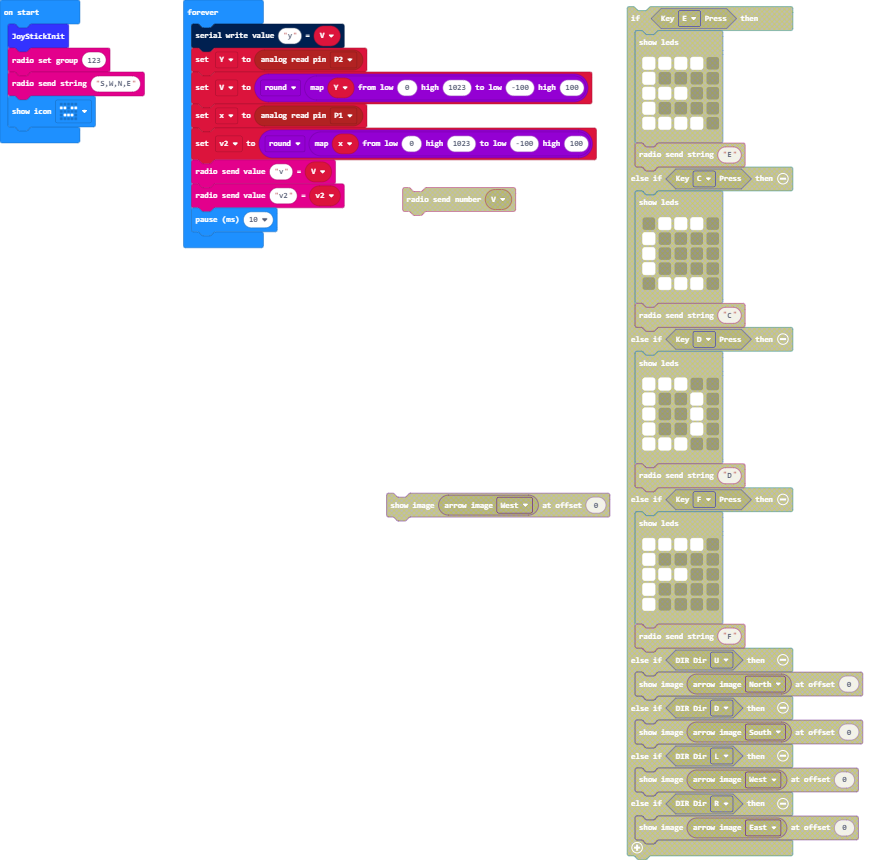 on start
JoyStickInit
radio set group 123
radio send string "S,W,N,E"
show icon
forever
serial write value "y" = V
set Y to analog read pin P2
set V to round map Y from low 0 high 1023 to low -100 high 100
set x to analog read pin P1
set v2 to round map x from low 0 high 1023 to low -100 high 100
radio send value "v" = V
radio send value "v2" = v2
pause (ms) 10
radio send number V
show image arrow image West at offset 0
if Key E Press then
show leds
radio send string "E"
else if Key C Press then
show leds
radio send string "C"
else if Key D Press then
show leds
radio send string "D"
else if Key F Press then
show leds
radio send string "F"
else if DIR Dir U then
show image arrow image North at offset 0
else if DIR Dir D then
show image arrow image South at offset 0
else if DIR Dir L then
show image arrow image West at offset 0
else if DIR Dir R then
show image arrow image East at offset 0